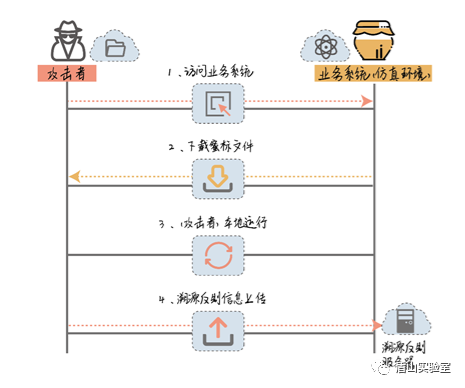 攻击者
业务系统(仿真环境)
1、访问业务系统
2、下载蜜标文件
3、(攻击者)本地运行
4、溯源反制信息上传
溯源反制
服务器
眉山实验室